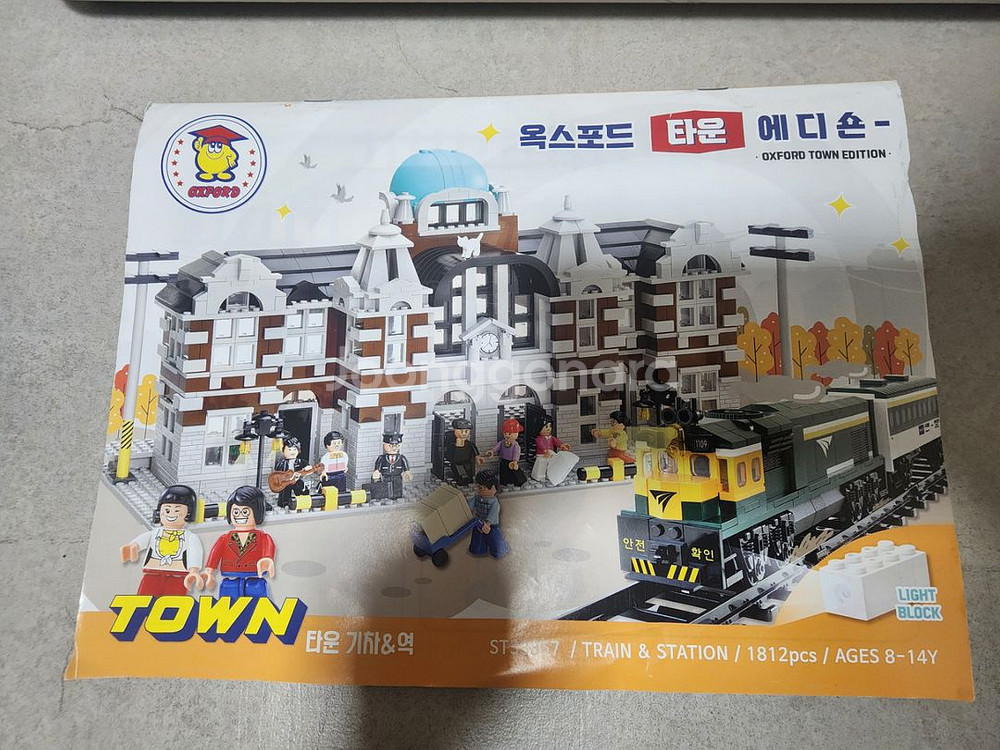 OXFORD
옥스포드 타운 에디숀-
· OXFORD TOWN EDITION ·
Joonggonara
1109
안전 확인
LIGHT
BLOCK
TOWN
타운 기차&역
/ TRAIN & STATION / 1812pcs / AGES 8-14Y